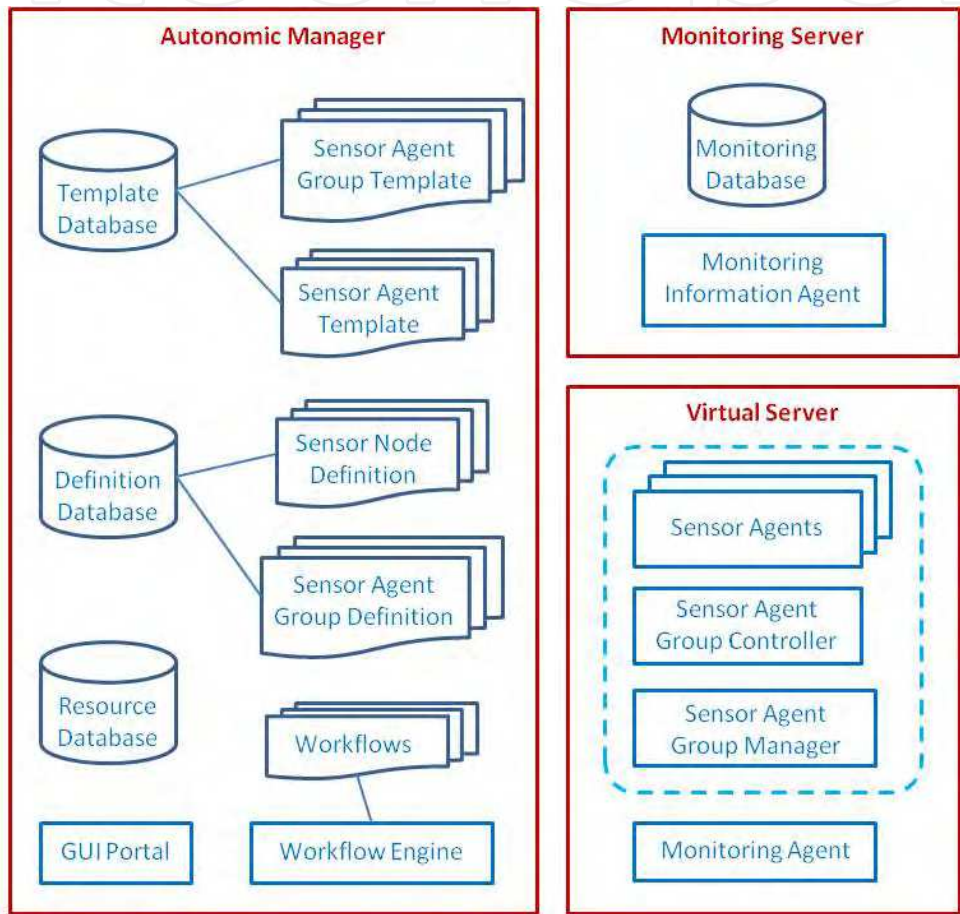 Autonomic Manager
Template
Database
Sensor Agent
Group Template
Sensor Agent
Template
Definition
Database
Sensor Node
Definition
Sensor Agent
Group Definition
Resource
Database
Workflows
GUI Portal
Workflow Engine
Monitoring Server
Monitoring
Database
Monitoring
Information Agent
Virtual Server
Sensor Agents
Sensor Agent
Group Controller
Sensor Agent
Group Manager
Monitoring Agent